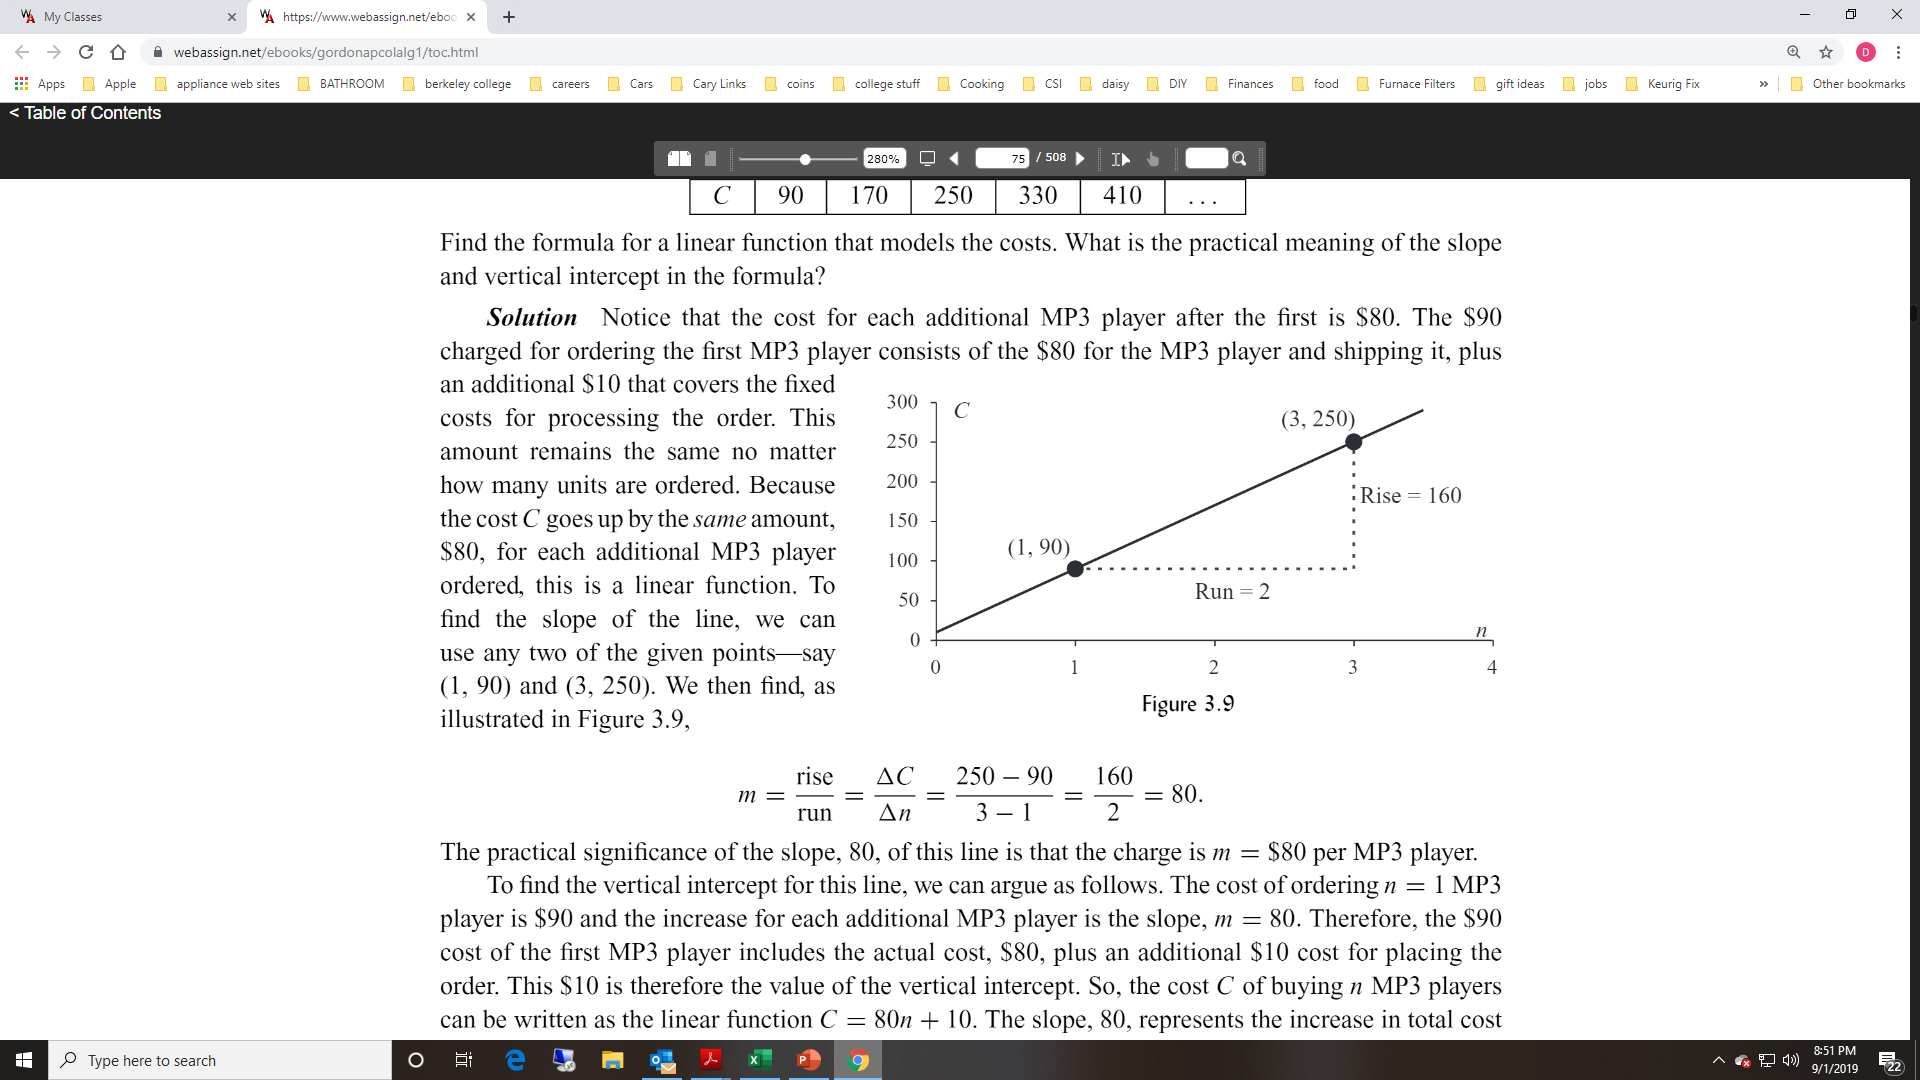 My Classes
https://www.webassign.net/eboo
webassign.net/ebooks/gordonapcolalg1/toc.html
D
Apps Apple appliance web sites BATHROOM berkeley college careers Cars Cary Links coins college stuff Cooking CSI daisy DIY Finances food Furnace Filters gift ideas jobs Keurig Fix » Other bookmarks
< Table of Contents
280% 75 / 508
C 90 170 250 330 410 . . .
Find the formula for a linear function that models the costs. What is the practical meaning of the slope
and vertical intercept in the formula?
Solution Notice that the cost for each additional MP3 player after the first is $80. The $90
charged for ordering the first MP3 player consists of the $80 for the MP3 player and shipping it, plus
an additional $10 that covers the fixed
costs for processing the order. This
amount remains the same no matter
how many units are ordered. Because
the cost C goes up by the same amount,
$80, for each additional MP3 player
ordered, this is a linear function. To
find the slope of the line, we can
use any two of the given points—say
(1, 90) and (3, 250). We then find, as
illustrated in Figure 3.9,
300 C
(3, 250)
250
200
Rise = 160
150
(1, 90)
100
Run = 2
50
0 n
0 1 2 3 4
Figure 3.9
m = rise/run = ΔC/Δn = 250 − 90/3 − 1 = 160/2 = 80.
The practical significance of the slope, 80, of this line is that the charge is m = $80 per MP3 player.
To find the vertical intercept for this line, we can argue as follows. The cost of ordering n = 1 MP3
player is $90 and the increase for each additional MP3 player is the slope, m = 80. Therefore, the $90
cost of the first MP3 player includes the actual cost, $80, plus an additional $10 cost for placing the
order. This $10 is therefore the value of the vertical intercept. So, the cost C of buying n MP3 players
can be written as the linear function C = 80n + 10. The slope, 80, represents the increase in total cost
Type here to search
8:51 PM
9/1/2019
22